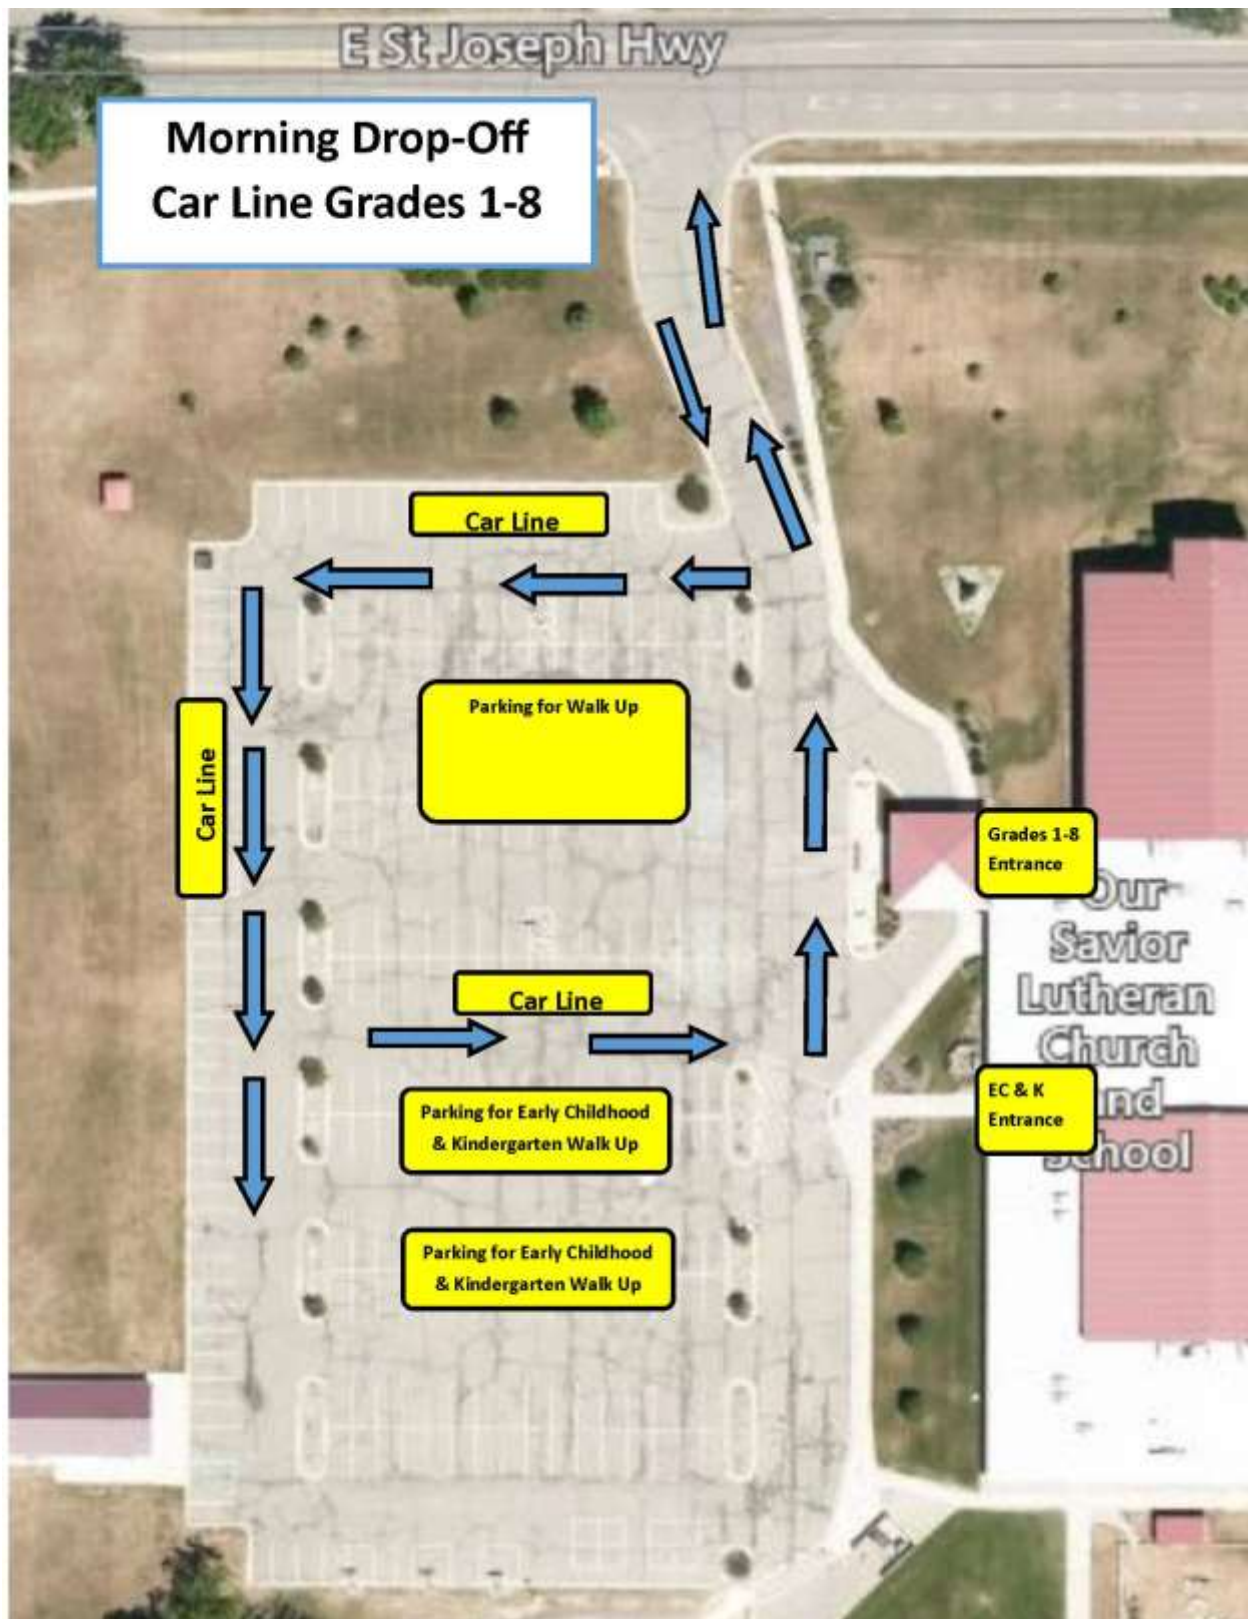 E St Joseph Hwy
Morning Drop-Off
Car Line Grades 1-8
Car Line
Parking for Walk Up
Car Line
Grades 1-8
Entrance
Our
Savior
Lutheran
Church
and
School
Car Line
EC & K
Entrance
Parking for Early Childhood
& Kindergarten Walk Up
Parking for Early Childhood
& Kindergarten Walk Up